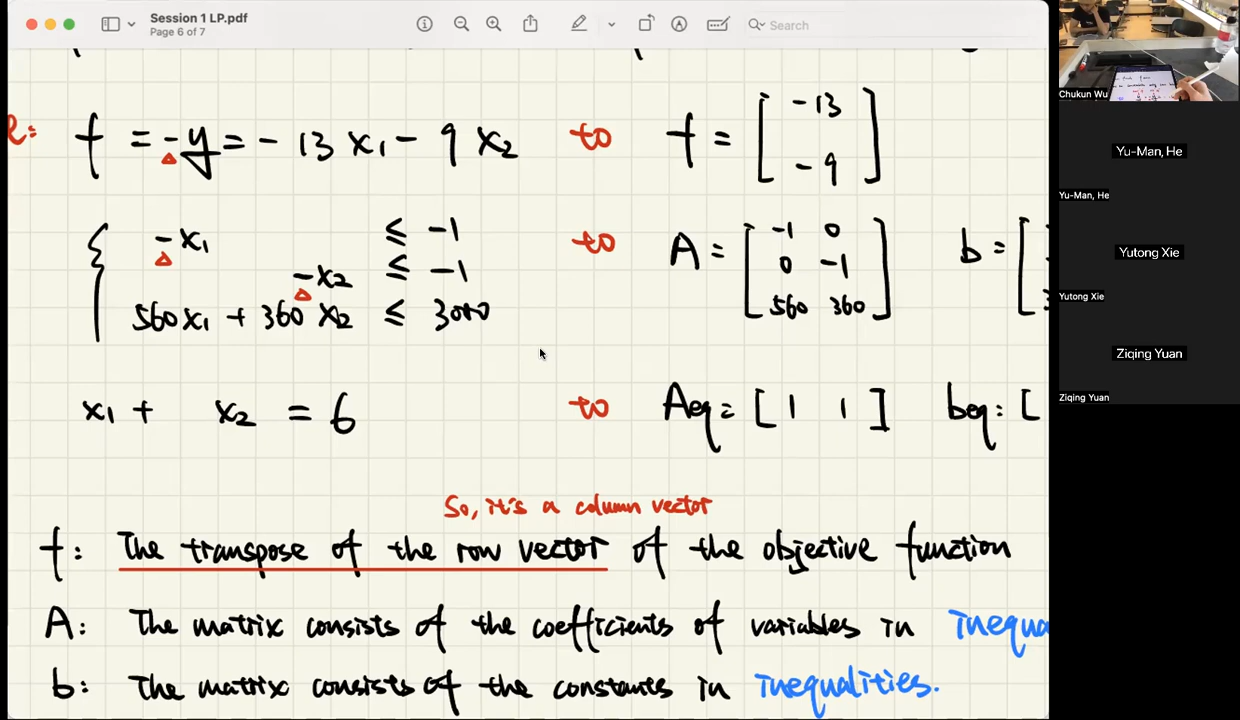 Session 1 LP.pdf
Page 6 of 7
Search
f = -y = - 13 x₁ - 9 x₂ to f = [ -13
-9 ]
{ -x₁ ≤ -1 to A = [ -1 0
-x₂ ≤ -1 0 -1
560x₁ + 360 x₂ ≤ 3000 560 360 ] b = [
x₁ + x₂ = 6 to Aeq = [ 1 1 ] beq = [
So, it's a column vector
f: The transpose of the row vector of the objective function
A: The matrix consists of the coefficients of variables in inequa
b: The matrix consists of the constants in inequalities.
Chukun Wu
Yu-Man, He
Yu-Man, He
Yutong Xie
Yutong Xie
Ziqing Yuan
Ziqing Yuan